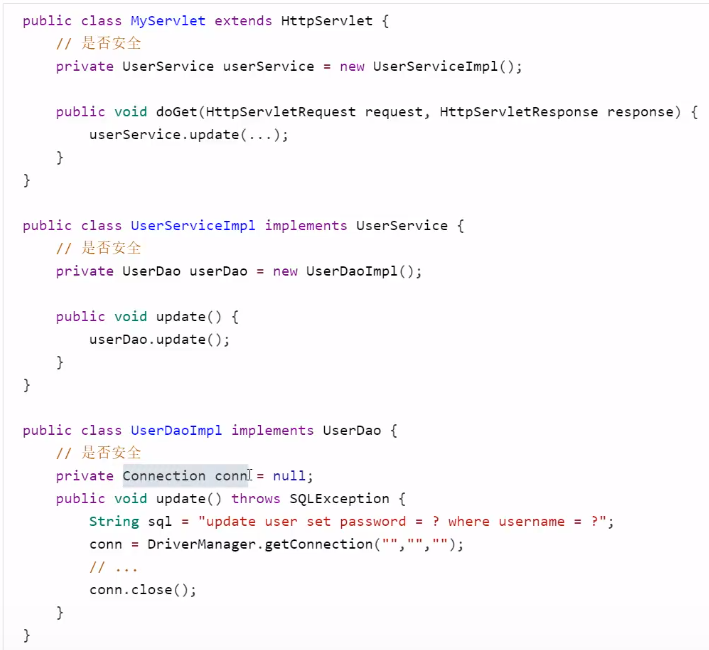 public class MyServlet extends HttpServlet {
    // 是否安全
    private UserService userService = new UserServiceImpl();

    public void doGet(HttpServletRequest request, HttpServletResponse response) {
        userService.update(...);
    }
}

public class UserServiceImpl implements UserService {
    // 是否安全
    private UserDao userDao = new UserDaoImpl();

    public void update() {
        userDao.update();
    }
}

public class UserDaoImpl implements UserDao {
    // 是否安全
    private Connection conn = null;
    public void update() throws SQLException {
        String sql = "update user set password = ? where username = ?";
        conn = DriverManager.getConnection("","","");
        // ...
        conn.close();
    }
}